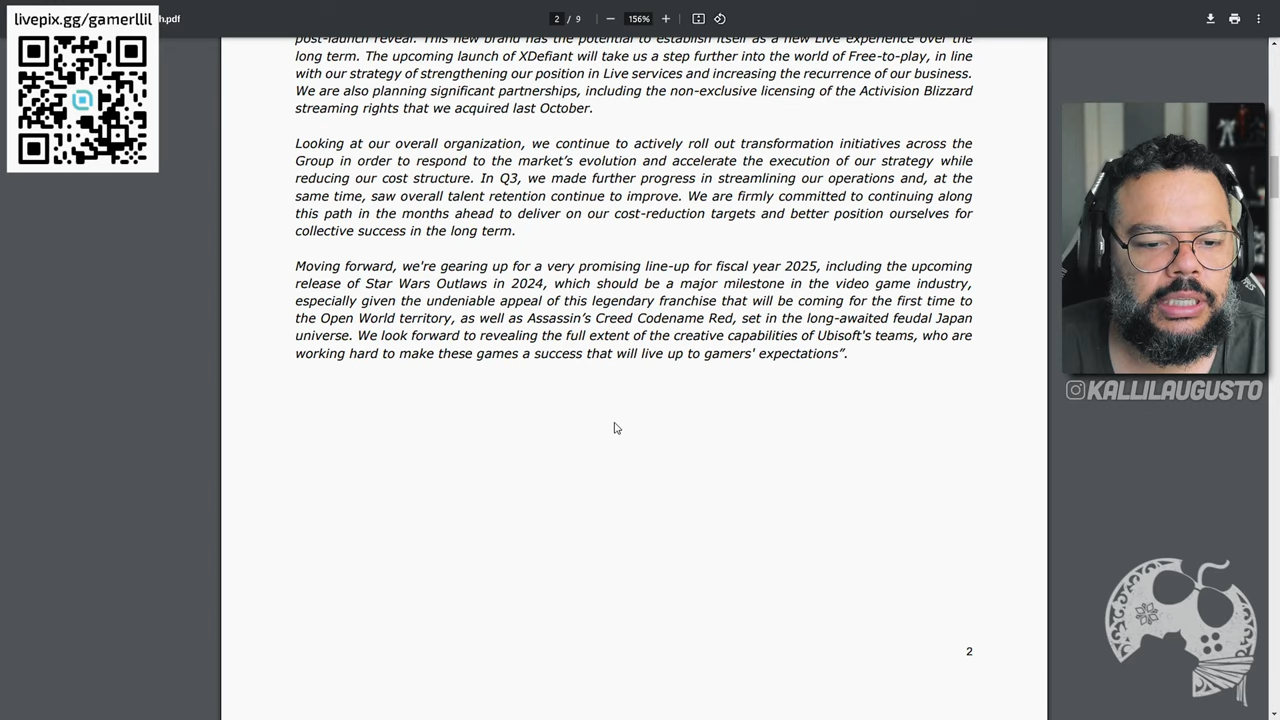 livepix.gg/gamerllil
h.pdf
2 / 9
156%
post-launch reveal. This new brand has the potential to establish itself as a new Live experience over the
long term. The upcoming launch of XDefiant will take us a step further into the world of Free-to-play, in line
with our strategy of strengthening our position in Live services and increasing the recurrence of our business.
We are also planning significant partnerships, including the non-exclusive licensing of the Activision Blizzard
streaming rights that we acquired last October.
Looking at our overall organization, we continue to actively roll out transformation initiatives across the
Group in order to respond to the market’s evolution and accelerate the execution of our strategy while
reducing our cost structure. In Q3, we made further progress in streamlining our operations and, at the
same time, saw overall talent retention continue to improve. We are firmly committed to continuing along
this path in the months ahead to deliver on our cost-reduction targets and better position ourselves for
collective success in the long term.
Moving forward, we're gearing up for a very promising line-up for fiscal year 2025, including the upcoming
release of Star Wars Outlaws in 2024, which should be a major milestone in the video game industry,
especially given the undeniable appeal of this legendary franchise that will be coming for the first time to
the Open World territory, as well as Assassin’s Creed Codename Red, set in the long-awaited feudal Japan
universe. We look forward to revealing the full extent of the creative capabilities of Ubisoft's teams, who are
working hard to make these games a success that will live up to gamers' expectations”.
2
KALLILAUGUSTO